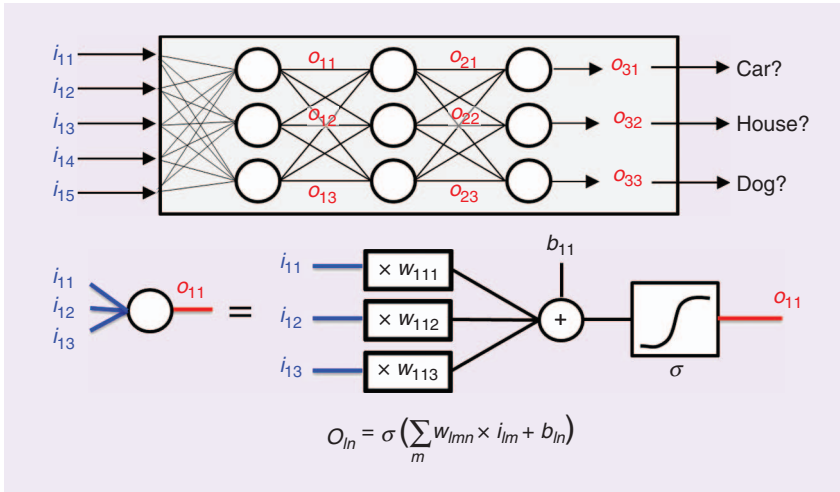 i11 o11 o21 o31 Car?
i12 o12 o22 o32 House?
i13
i14 o13 o23 o33 Dog?
i15
b11
i11 i11 × w111
i12 o11 = i12 × w112 + o11
i13 i13 × w113 σ
Oln = σ(∑m wlmn × ilm + bln)